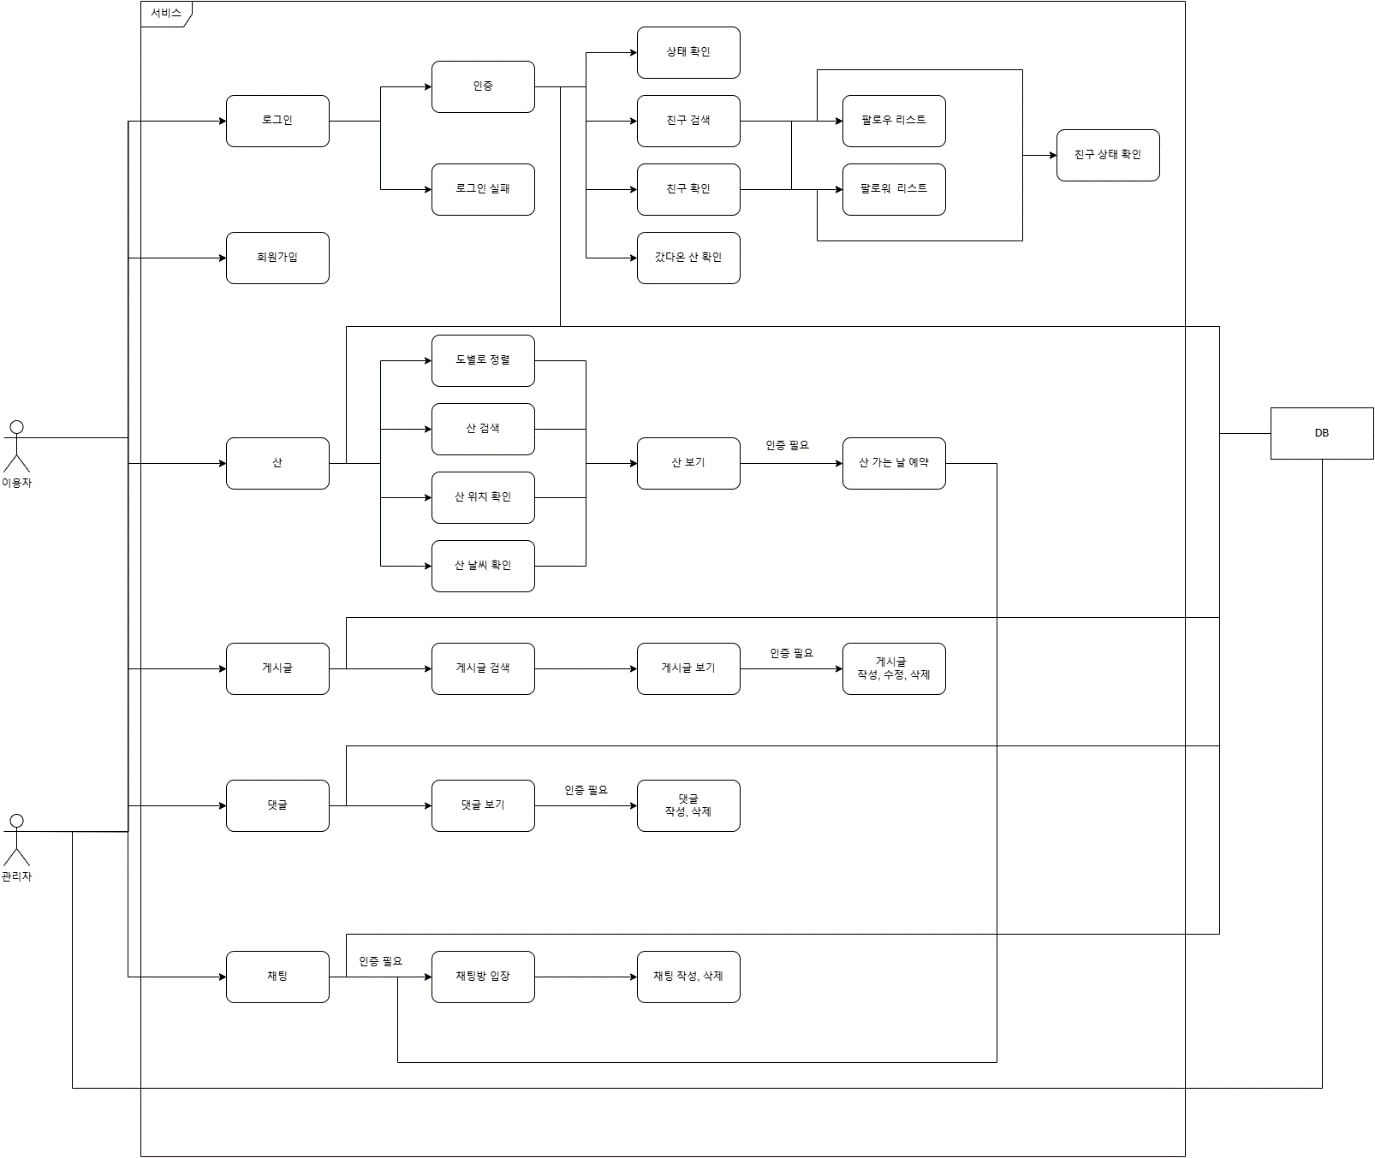 서비스
상태 확인
인증
로그인
친구 검색
팔로우 리스트
친구 상태 확인
로그인 실패
친구 확인
팔로워 리스트
회원가입
갔다온 산 확인
도별로 정렬
산 검색
이용자
산
산 보기
인증 필요
산 가는 날 예약
DB
산 위치 확인
산 날씨 확인
게시글
게시글 검색
게시글 보기
인증 필요
게시글
작성, 수정, 삭제
댓글
댓글 보기
인증 필요
댓글
작성, 삭제
관리자
채팅
인증 필요
채팅방 입장
채팅 작성, 삭제